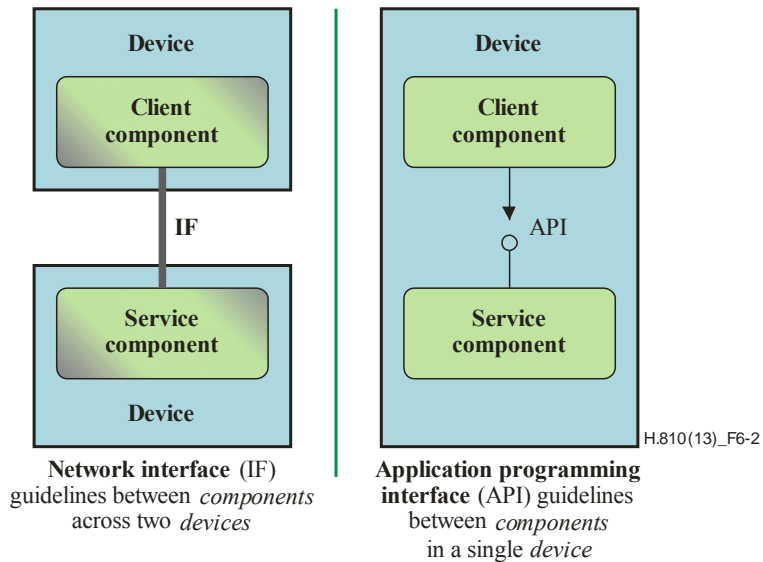 Device
Client
component
IF
Service
component
Device
Network interface (IF)
guidelines between components
across two devices
Device
Client
component
API
Service
component
H.810(13)_F6-2
Application programming
interface (API) guidelines
between components
in a single device